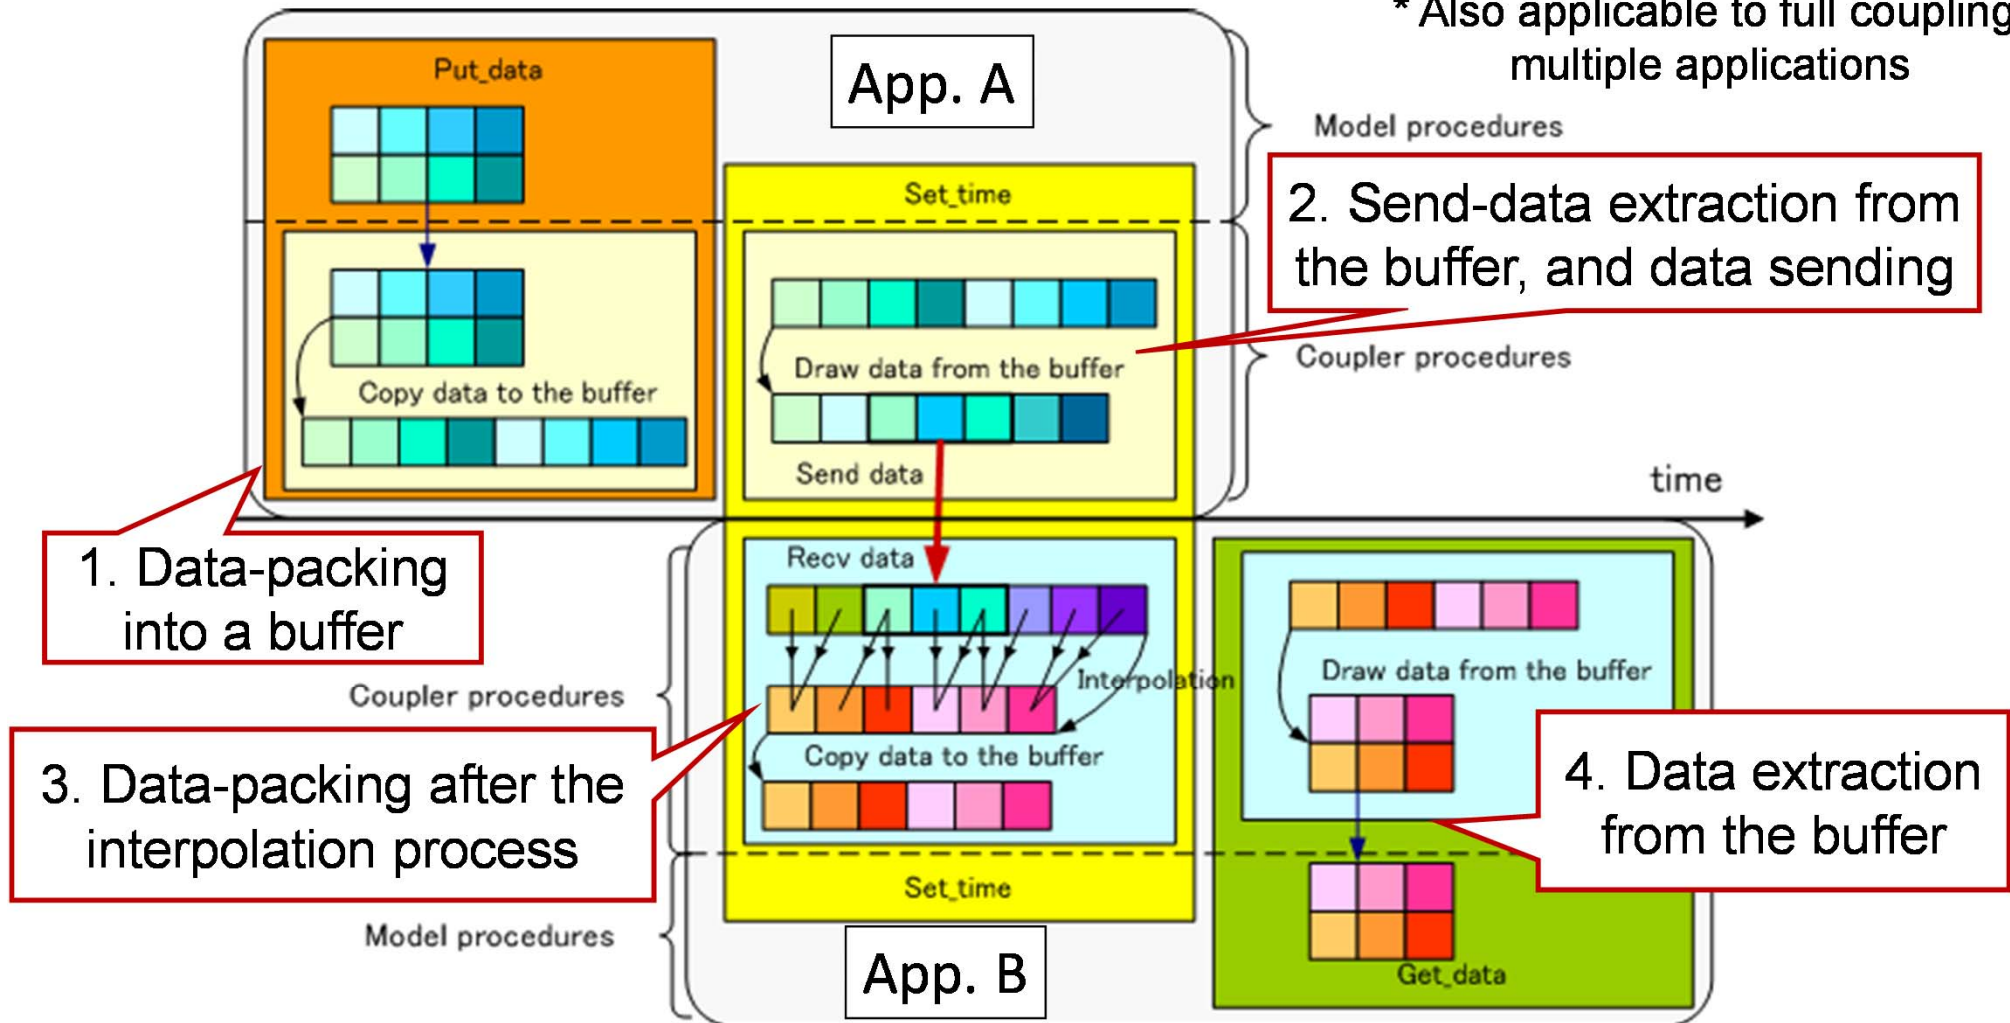 * Also applicable to full coupling
multiple applications
Put_data
App. A
Model procedures
Set_time
2. Send-data extraction from
the buffer, and data sending
Draw data from the buffer
Coupler procedures
Copy data to the buffer
Send data
time
1. Data-packing
into a buffer
Recv data
Interpolation
Draw data from the buffer
Coupler procedures
3. Data-packing after the
interpolation process
Copy data to the buffer
4. Data extraction
from the buffer
Set_time
Model procedures
App. B
Get_data